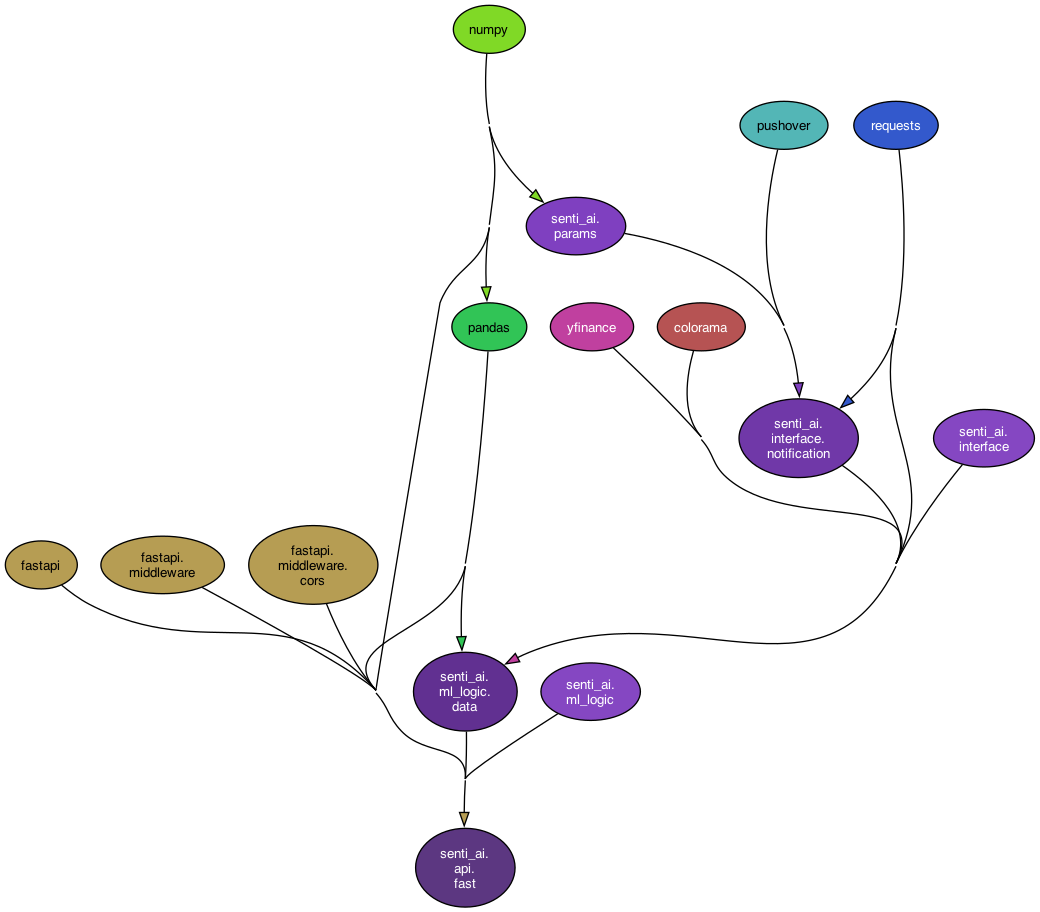 numpy
pushover
requests
senti_ai.
params
pandas
yfinance
colorama
senti_ai.
interface.
notification
senti_ai.
interface
fastapi
fastapi.
middleware
fastapi.
middleware.
cors
senti_ai.
ml_logic.
data
senti_ai.
ml_logic
senti_ai.
api.
fast